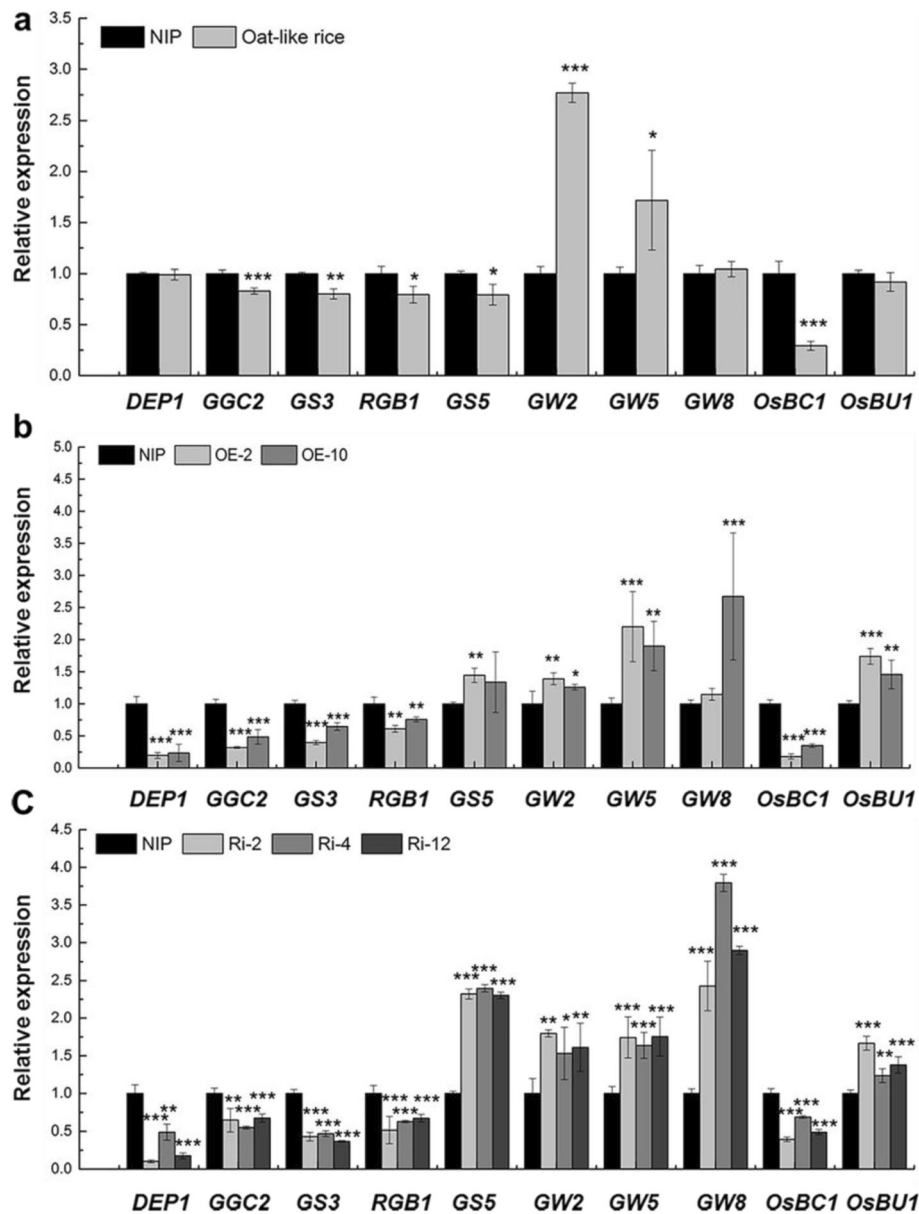 a
NIP Oat-like rice
Relative expression
3.5
3.0
2.5
2.0
1.5
1.0
0.5
0.0
*** ** * * *** * ***
DEP1 GGC2 GS3 RGB1 GS5 GW2 GW5 GW8 OsBC1 OsBU1
b
NIP OE-2 OE-10
Relative expression
5.0
4.5
4.0
3.5
3.0
2.5
2.0
1.5
1.0
0.5
0.0
*** *** *** *** *** *** ** ** ** ** * *** ** *** *** *** *** **
DEP1 GGC2 GS3 RGB1 GS5 GW2 GW5 GW8 OsBC1 OsBU1
C
NIP Ri-2 Ri-4 Ri-12
Relative expression
4.5
4.0
3.5
3.0
2.5
2.0
1.5
1.0
0.5
0.0
*** ** *** ** *** *** *** *** *** *** *** *** *** *** *** ** * ** *** *** *** *** *** *** *** *** *** *** ** ***
DEP1 GGC2 GS3 RGB1 GS5 GW2 GW5 GW8 OsBC1 OsBU1